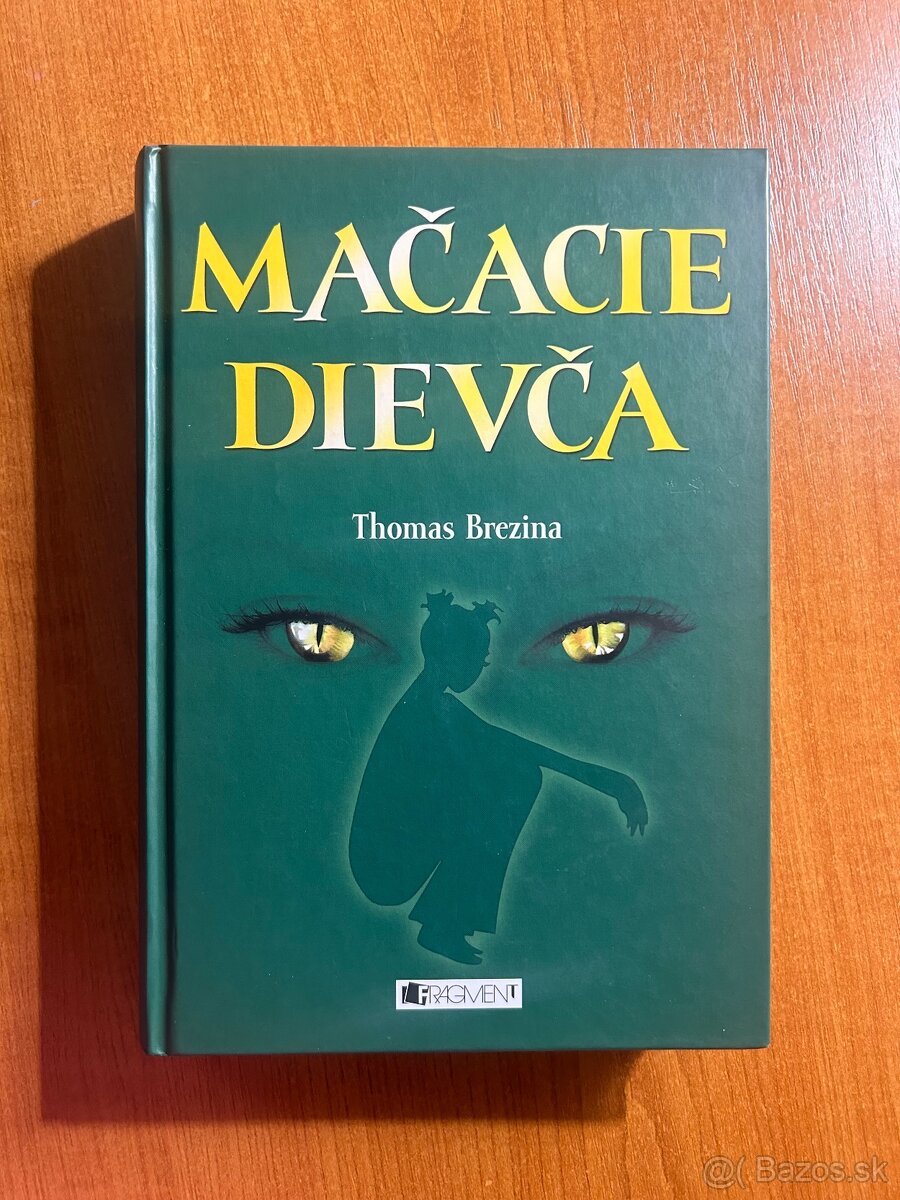 MAČACIE
DIEVČA
Thomas Brezina
FRAGMENT
@( Bazos.sk